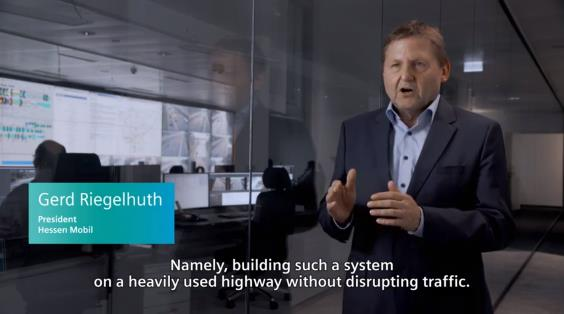 Gerd Riegelhuth
President
Hessen Mobil
Namely, building such a system
on a heavily used highway without disrupting traffic.